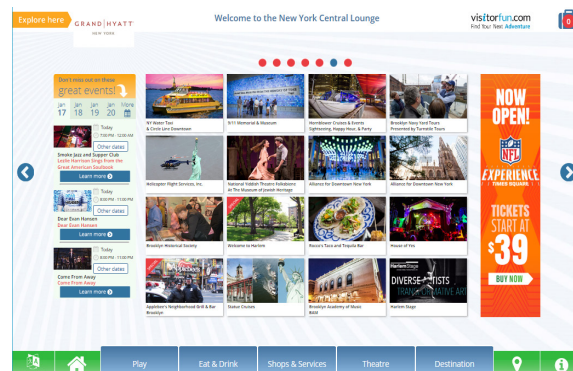 Explore here
GRAND | HYATT
NEW YORK
Welcome to the New York Central Lounge
visitorfun.com
Find Your Next Adventure
0
Don't miss out on these
great events!
Jan Jan Jan Jan More
17 18 19 20
Today
7:00 PM - 12:00 AM
Other dates
Smoke Jazz and Supper Club
Leslie Harrison Sings from the
Great American Soulbook
Learn more
Today
8:00 PM - 11:00 PM
Other dates
Dear Evan Hansen
Dear Evan Hansen
Learn more
Today
8:00 PM - 11:00 PM
Other dates
Come From Away
Come From Away
Learn more
NY Water Taxi
& Circle Line Downtown
9/11 Memorial & Museum
Hornblower Cruises & Events
Sightseeing, Happy Hour, & Party
Brooklyn Navy Yard Tours
Presented by Turnstile Tours
Helicopter Flight Services, Inc.
National Yiddish Theatre Folksbiene
At The Museum of Jewish Heritage
Alliance for Downtown New York
Alliance for Downtown New York
Brooklyn Historical Society
Welcome to Harlem
Rocco's Taco and Tequila Bar
House of Yes
Applebee's
Applebee's Neighborhood Grill & Bar
Brooklyn
Statue Cruises
Brooklyn Academy of Music
BAM
Harlem Stage
NOW
OPEN!
NFL
EXPERIENCE
TIMES SQUARE
TICKETS
START AT
$39
BUY NOW
Play
Eat & Drink
Shops & Services
Theatre
Destination